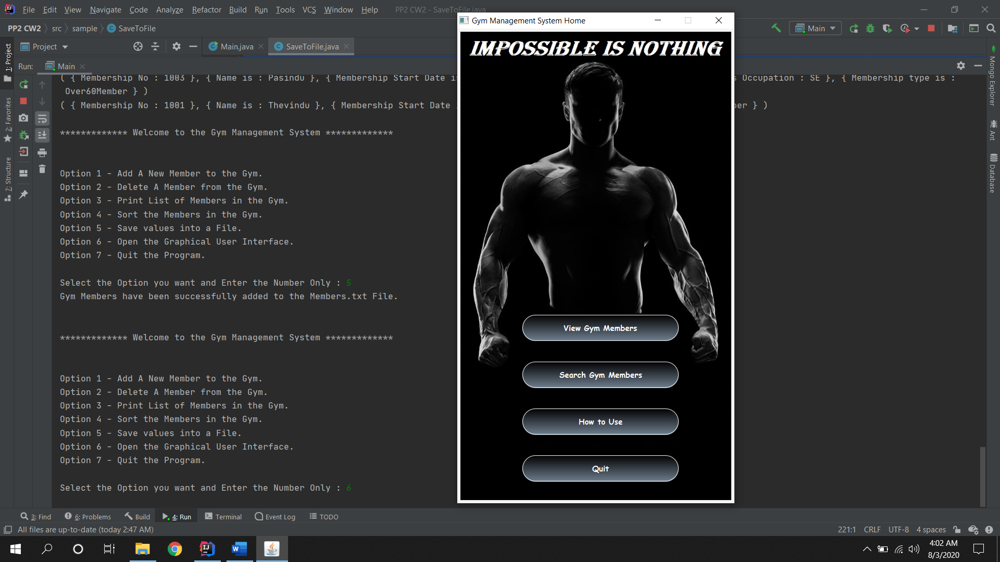 File Edit View Navigate Code Analyze Refactor Build Run Tools VCS Window Help PP2 CW2 - SaveToFile.java
PP2 CW2 src sample SaveToFile
Main
Project
Main.java
SaveToFile.java
Run: Main
1: Project
2: Favorites
7: Structure
( { Membership No : 1003 }, { Name is : Pasindu }, { Membership Start Date is
s Occupation : SE }, { Membership type is :
Over60Member } )
( { Membership No : 1001 }, { Name is : Thevindu }, { Membership Start Date
ber } )
************* Welcome to the Gym Management System *************
Option 1 - Add A New Member to the Gym.
Option 2 - Delete A Member from the Gym.
Option 3 - Print List of Members in the Gym.
Option 4 - Sort the Members in the Gym.
Option 5 - Save values into a File.
Option 6 - Open the Graphical User Interface.
Option 7 - Quit the Program.
Select the Option you want and Enter the Number Only : 5
Gym Members have been successfully added to the Members.txt File.
************* Welcome to the Gym Management System *************
Option 1 - Add A New Member to the Gym.
Option 2 - Delete A Member from the Gym.
Option 3 - Print List of Members in the Gym.
Option 4 - Sort the Members in the Gym.
Option 5 - Save values into a File.
Option 6 - Open the Graphical User Interface.
Option 7 - Quit the Program.
Select the Option you want and Enter the Number Only : 6
Gym Management System Home
IMPOSSIBLE IS NOTHING
View Gym Members
Search Gym Members
How to Use
Quit
Mongo Explorer
Ant
Database
3: Find 6: Problems Build 4: Run Terminal Event Log TODO
All files are up-to-date (today 2:47 AM)
221:1 CRLF UTF-8 4 spaces
4:02 AM
8/3/2020